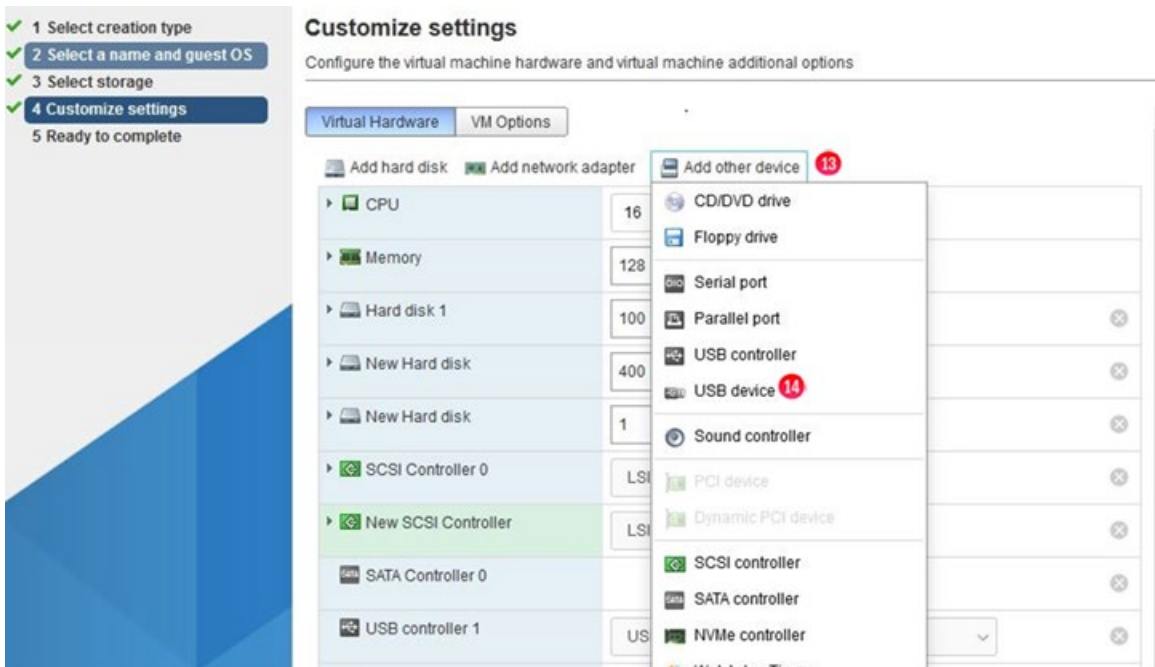 1 Select creation type
2 Select a name and guest OS
3 Select storage
4 Customize settings
5 Ready to complete
Customize settings
Configure the virtual machine hardware and virtual machine additional options
Virtual Hardware
VM Options
Add hard disk
Add network adapter
Add other device
13
CPU
16
Memory
128
Hard disk 1
100
New Hard disk
400
New Hard disk
1
SCSI Controller 0
LSI
New SCSI Controller
LSI
SATA Controller 0
USB controller 1
US
CD/DVD drive
Floppy drive
Serial port
Parallel port
USB controller
USB device
14
Sound controller
PCI device
Dynamic PCI device
SCSI controller
SATA controller
NVMe controller